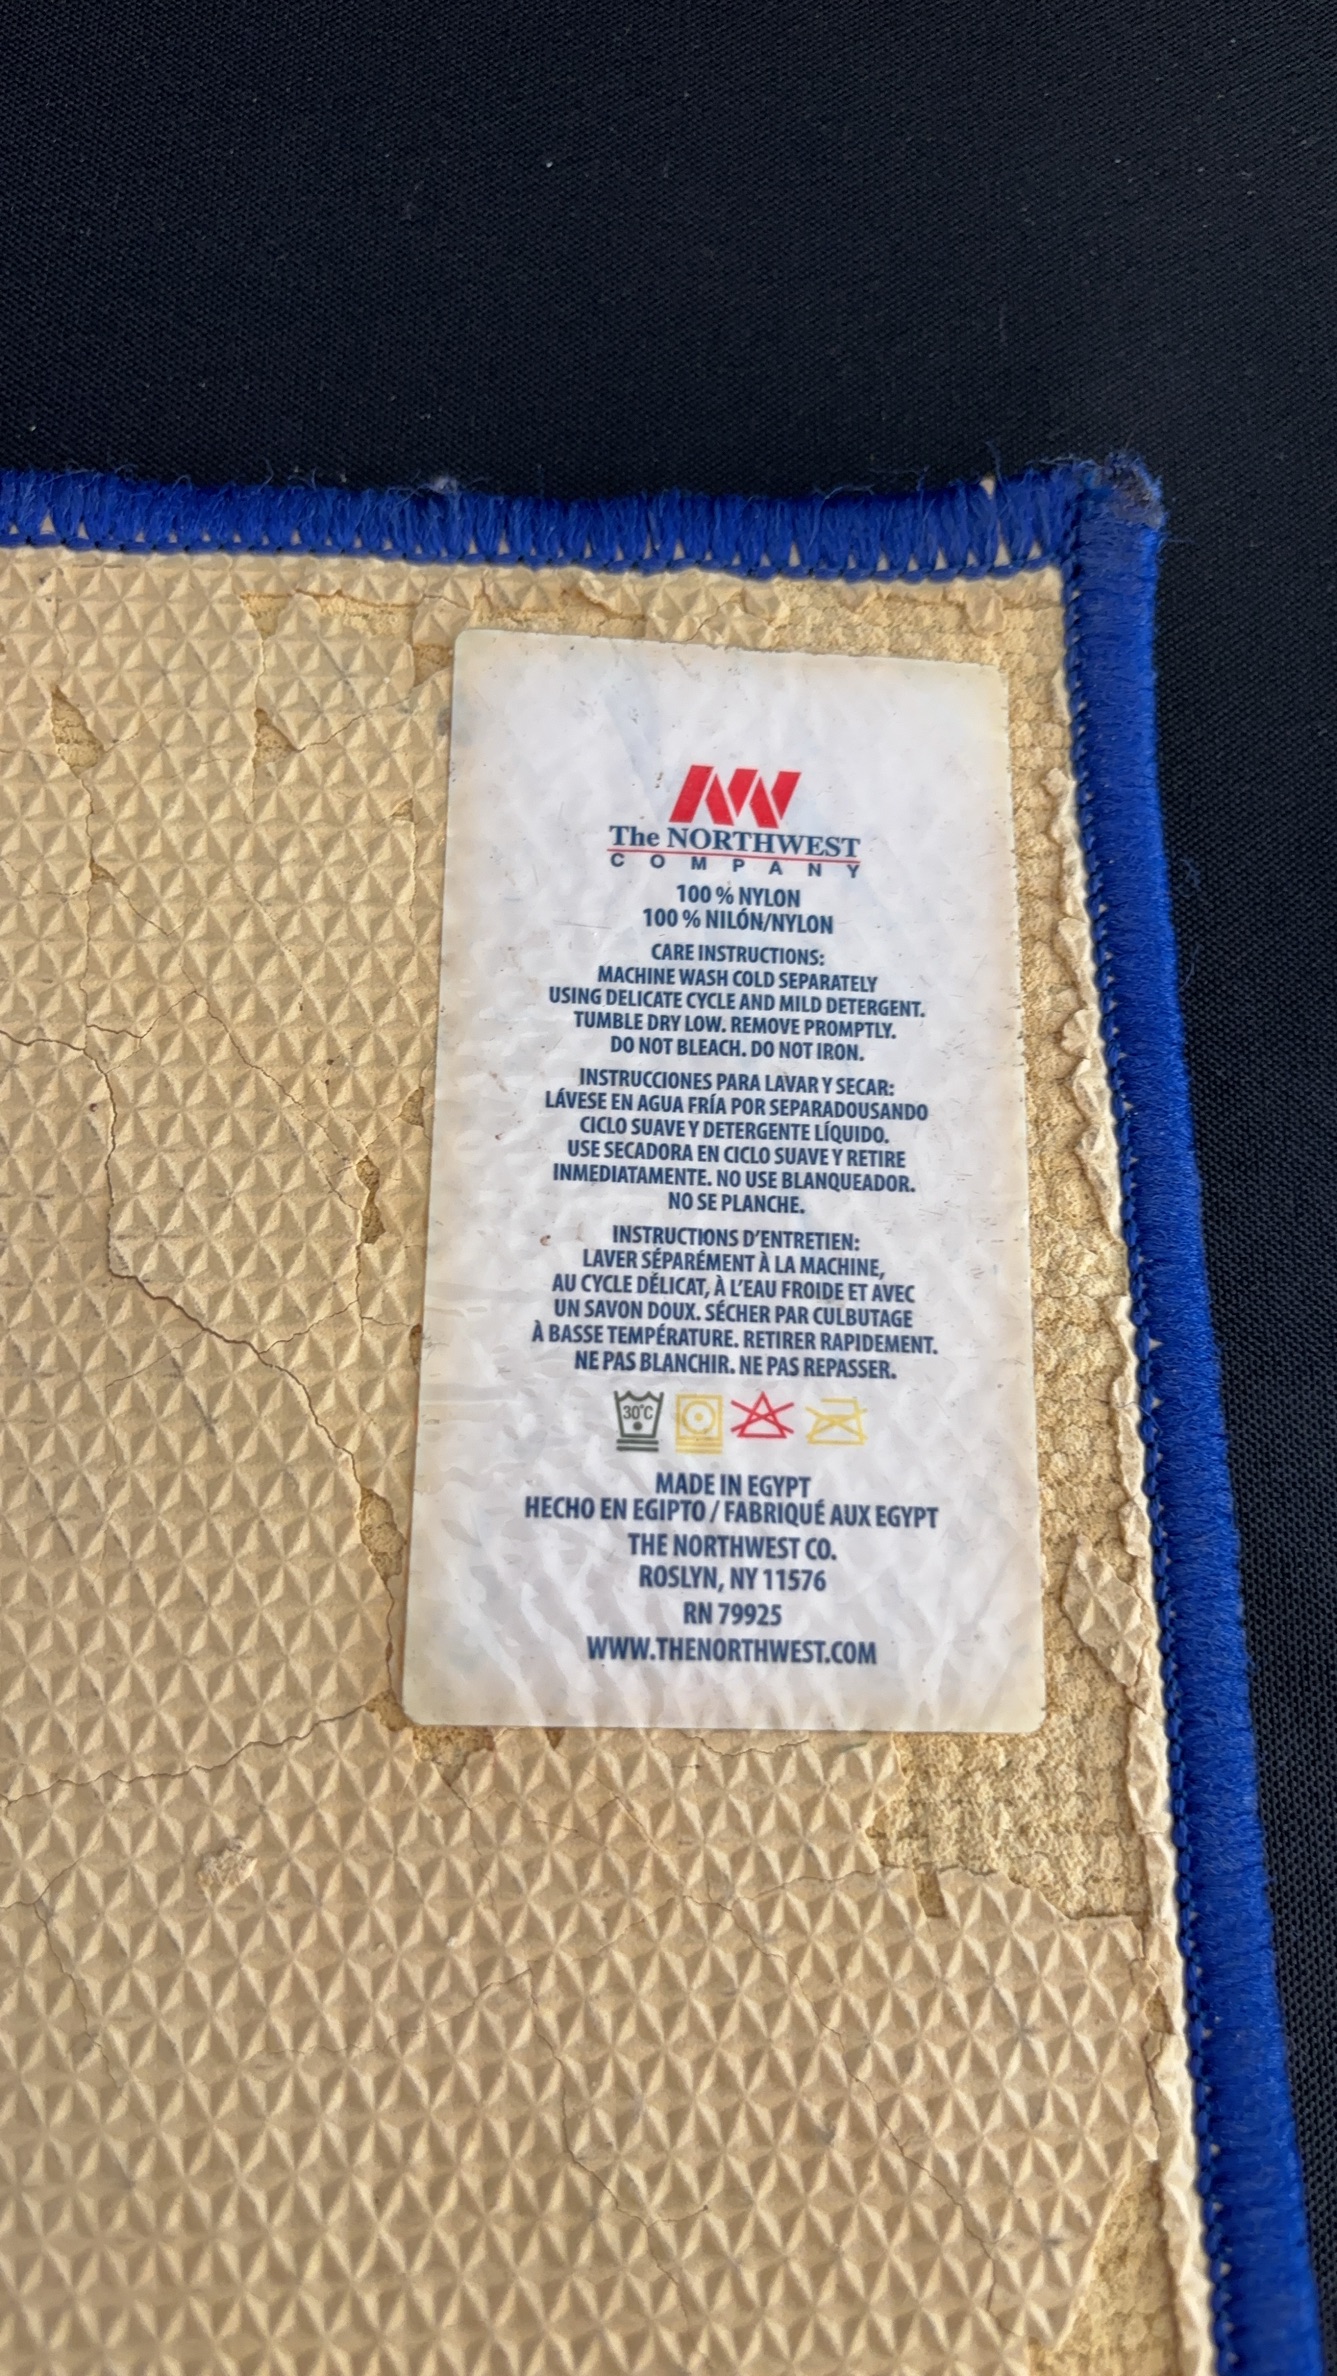 The NORTHWEST
COMPANY
100 % NYLON
100 % NILÓN/NYLON
CARE INSTRUCTIONS:
MACHINE WASH COLD SEPARATELY
USING DELICATE CYCLE AND MILD DETERGENT.
TUMBLE DRY LOW. REMOVE PROMPTLY.
DO NOT BLEACH. DO NOT IRON.
INSTRUCCIONES PARA LAVAR Y SECAR:
LÁVESE EN AGUA FRÍA POR SEPARADOUSANDO
CICLO SUAVE Y DETERGENTE LÍQUIDO.
USE SECADORA EN CICLO SUAVE Y RETIRE
INMEDIATAMENTE. NO USE BLANQUEADOR.
NO SE PLANCHE.
INSTRUCTIONS D'ENTRETIEN:
LAVER SÉPARÉMENT À LA MACHINE,
AU CYCLE DÉLICAT, À L'EAU FROIDE ET AVEC
UN SAVON DOUX. SÉCHER PAR CULBUTAGE
À BASSE TEMPÉRATURE. RETIRER RAPIDEMENT.
NE PAS BLANCHIR. NE PAS REPASSER.
30°C
MADE IN EGYPT
HECHO EN EGIPTO / FABRIQUÉ AUX EGYPT
THE NORTHWEST CO.
ROSLYN, NY 11576
RN 79925
WWW.THENORTHWEST.COM